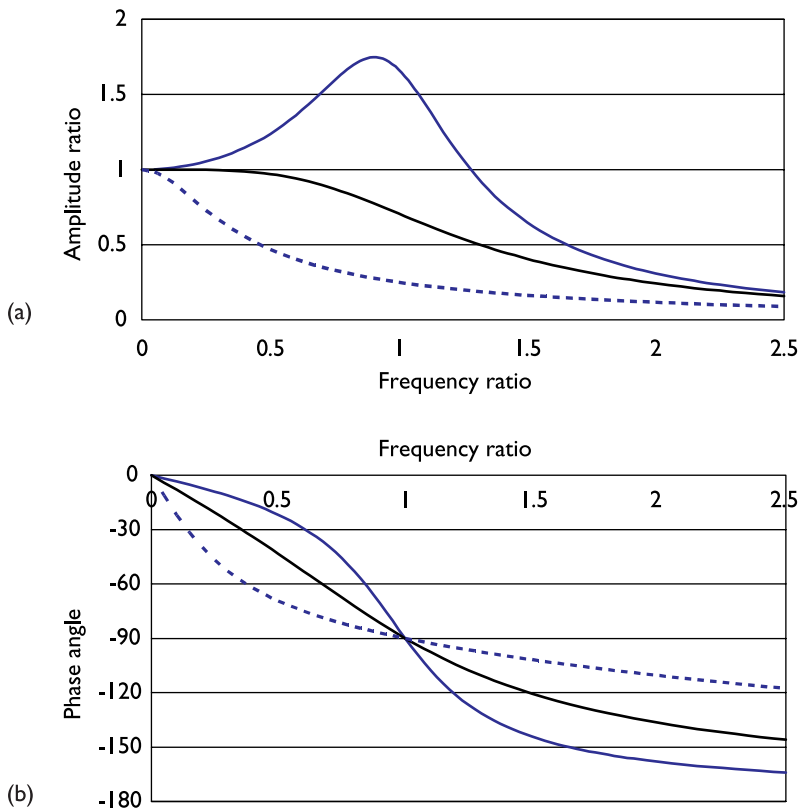 2
1.5
1
0.5
0
Amplitude ratio
(a)
0 0.5 1 1.5 2 2.5
Frequency ratio
Frequency ratio
0
0 0.5 1 1.5 2 2.5
-30
-60
-90
-120
-150
-180
Phase angle
(b)